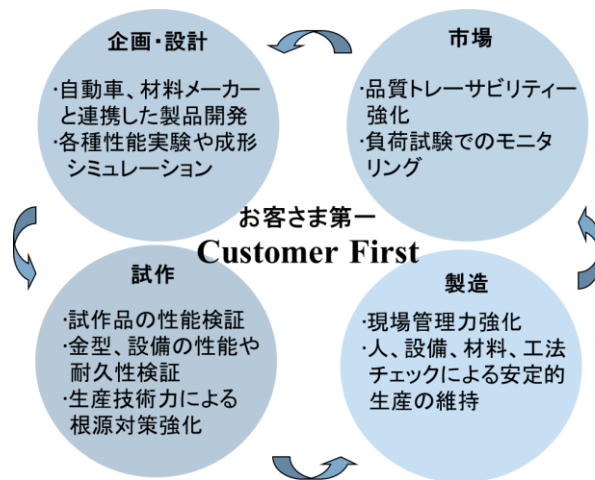 企画・設計
・自動車、材料メーカー
と連携した製品開発
・各種性能実験や成形
シミュレーション
市場
・品質トレーサビリティー
強化
・負荷試験でのモニタ
リング
お客さま第一
Customer First
試作
・試作品の性能検証
・金型、設備の性能や
耐久性検証
・生産技術力による
根源対策強化
製造
・現場管理力強化
・人、設備、材料、工法
チェックによる安定的
生産の維持